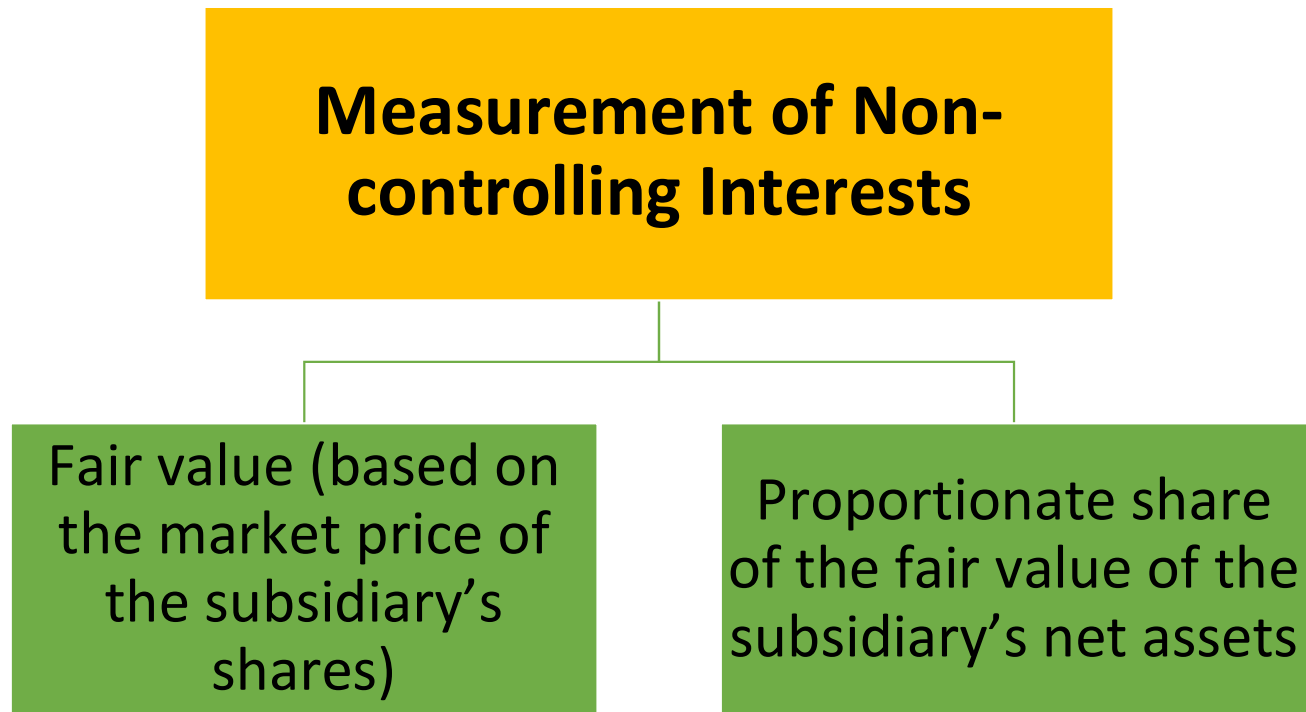 Measurement of Non-
controlling Interests
Fair value (based on
the market price of
the subsidiary’s
shares)
Proportionate share
of the fair value of the
subsidiary’s net assets